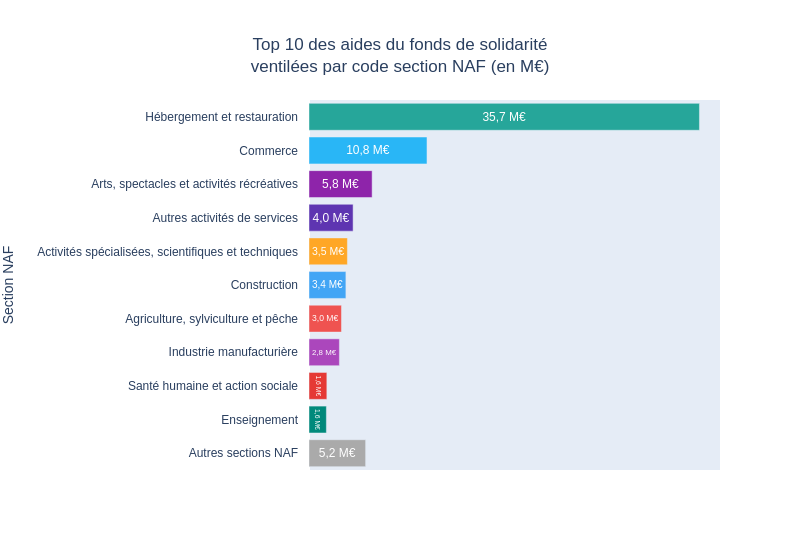 Top 10 des aides du fonds de solidarité
ventilées par code section NAF (en M€)
Section NAF
Hébergement et restauration 35,7 M€
Commerce 10,8 M€
Arts, spectacles et activités récréatives 5,8 M€
Autres activités de services 4,0 M€
Activités spécialisées, scientifiques et techniques 3,5 M€
Construction 3,4 M€
Agriculture, sylviculture et pêche 3,0 M€
Industrie manufacturière 2,8 M€
Santé humaine et action sociale 1,6 M€
Enseignement 1,6 M€
Autres sections NAF 5,2 M€